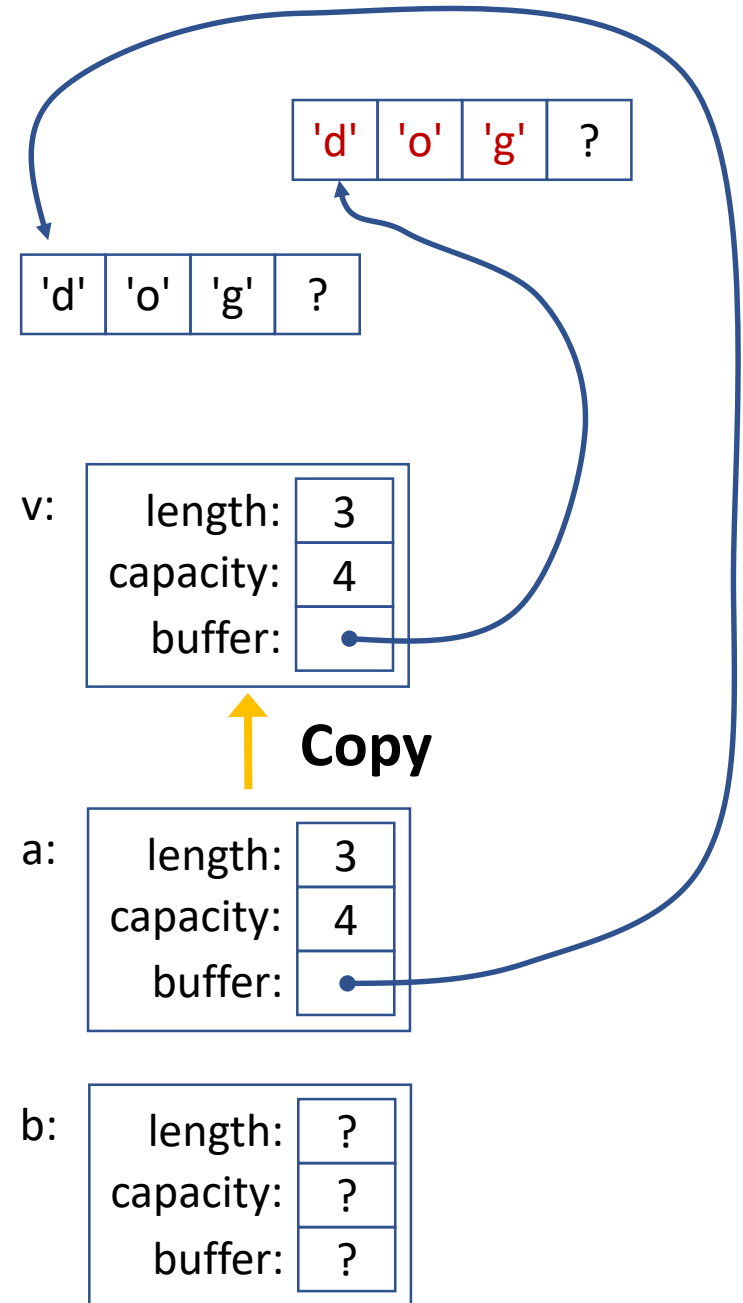 'd' 'o' 'g' ?
'd' 'o' 'g' ?
v:
length: 3
capacity: 4
buffer:
Copy
a:
length: 3
capacity: 4
buffer:
b:
length: ?
capacity: ?
buffer: ?